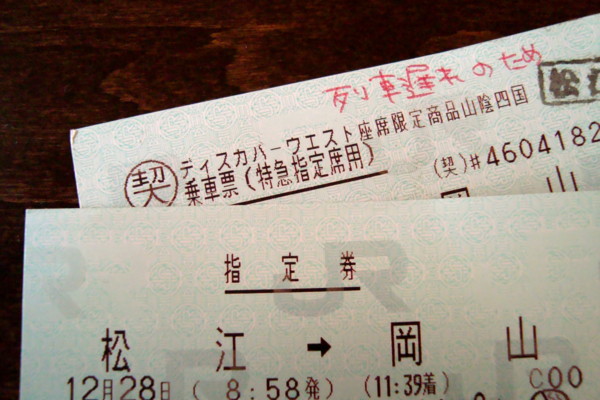 列車遅れのため
松江
契
ディスカバーウエスト座席限定商品山陰四国
乗車票(特急指定席用)
(契)#4604182
岡 山
指 定 券
JR
松 江 → 岡 山
12月28日 ( 8:58発) (11:39着) C00